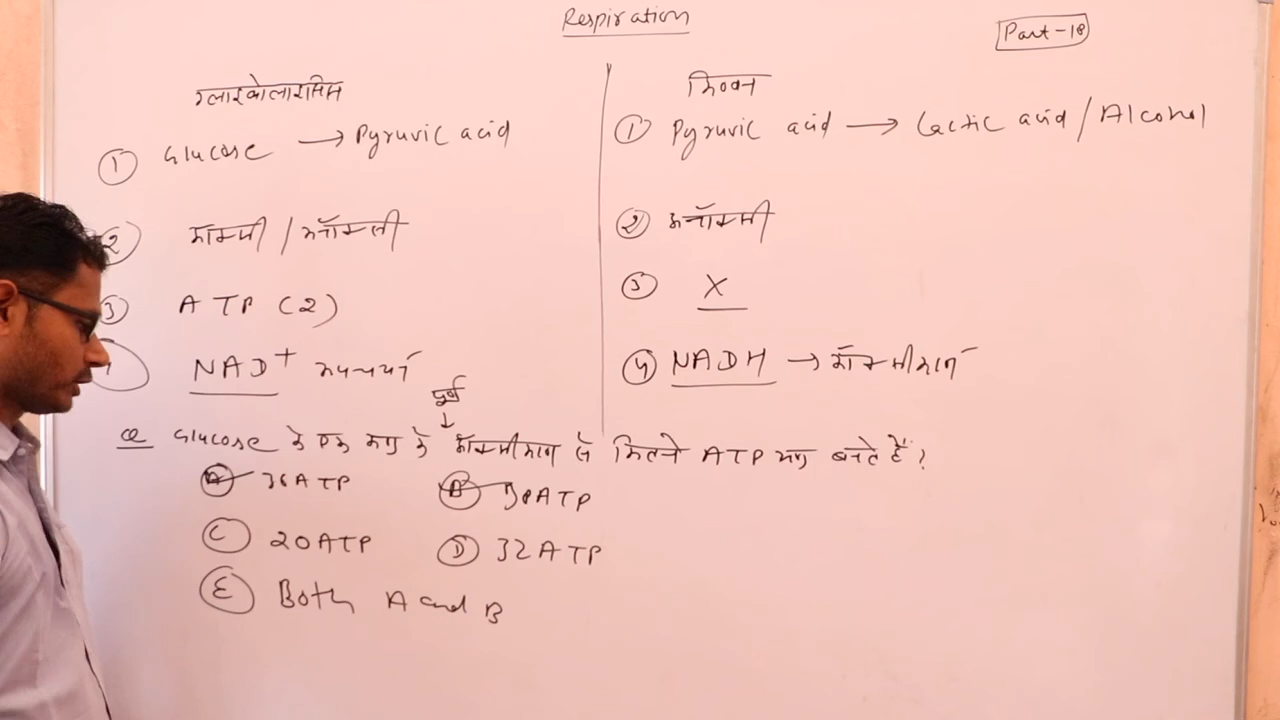 Respiration
Part-18
ग्लाइकोलाइसिस
① Glucose → Pyruvic acid
② ऑक्सी / अनॉक्सी
③ ATP (2)
NAD+ अपचयन
किण्वन
① Pyruvic acid → Lactic acid / Alcohol
② अनॉक्सी
③ X
④ NADH → ऑक्सीकरण
पूर्ण
↓
Q Glucose के एक अणु के ऑक्सीकरण से कितने ATP अणु बनते हैं?
Ⓐ 36 ATP Ⓑ 38 ATP
Ⓒ 20 ATP Ⓓ 32 ATP
Ⓔ Both A and B